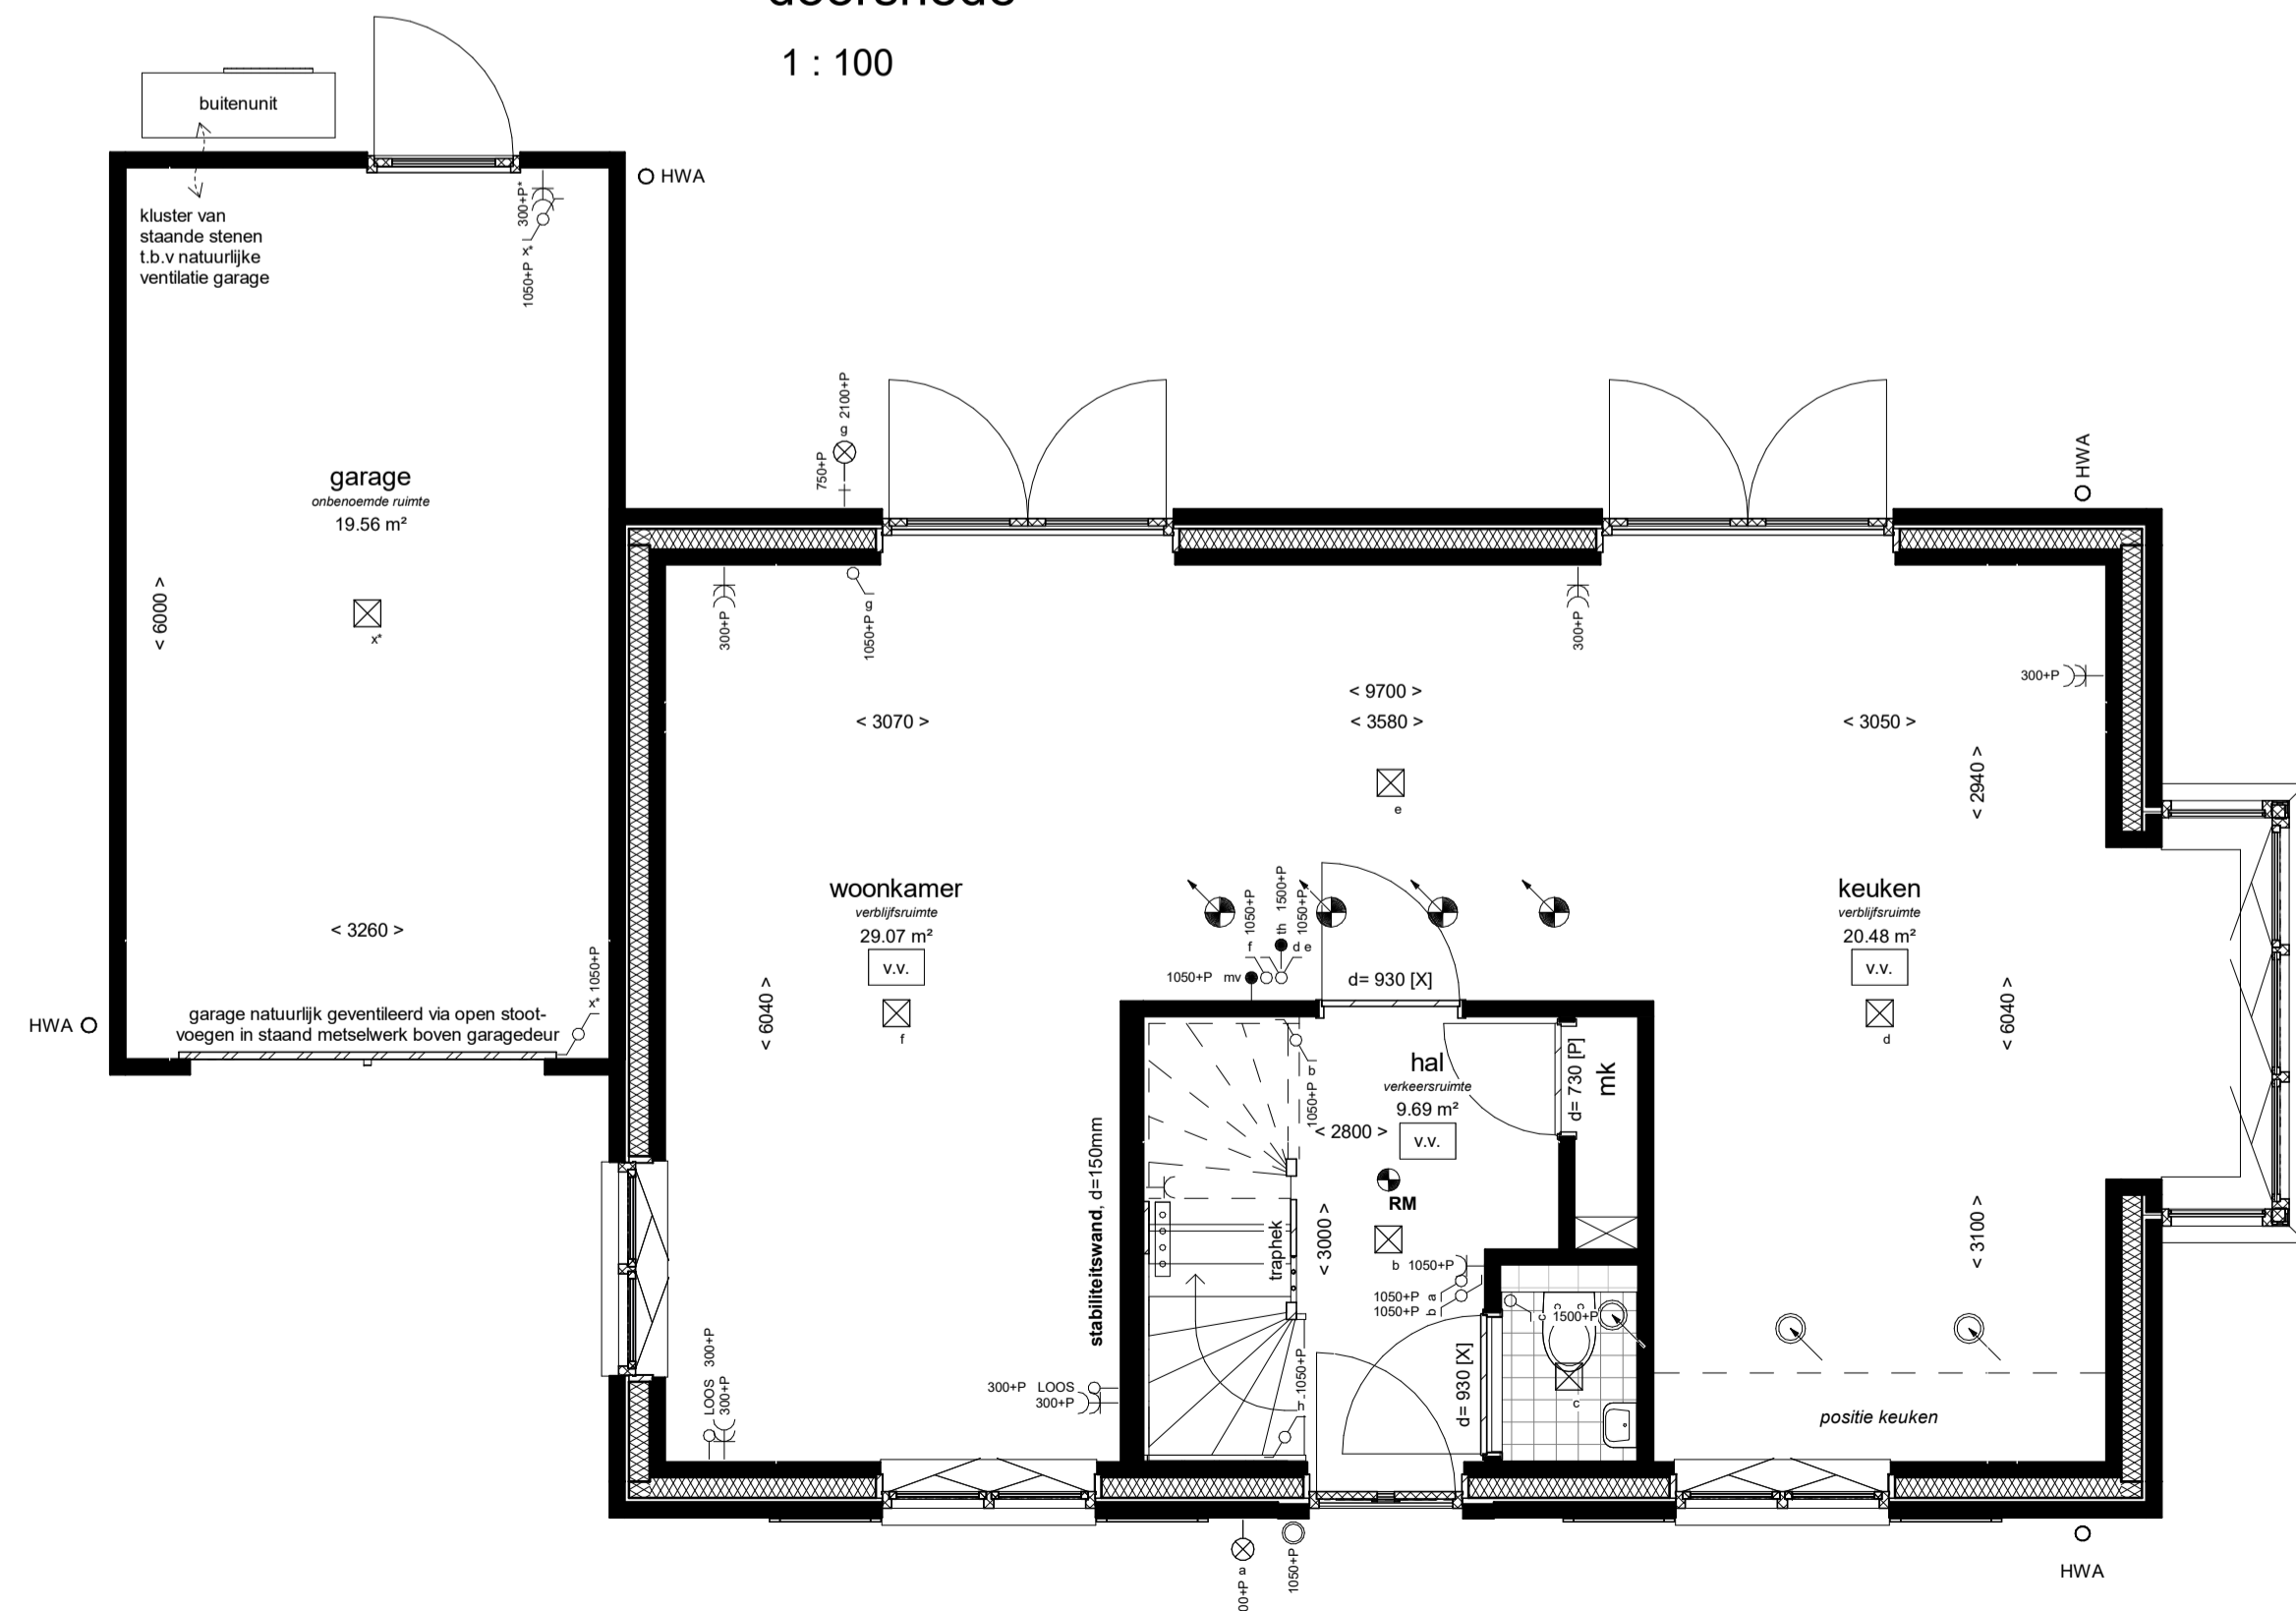 1 : 100
buitenunit
HWA
kluster van
staande stenen
t.b.v natuurlijke
ventilatie garage
300+P*
1050+P x*
garage
onbenoemde ruimte
19.56 m²
< 6000 >
x*
< 3260 >
x* 1050+P
garage natuurlijk geventileerd via open stoot-
voegen in staand metselwerk boven garagedeur
HWA
g 2100+P
750+P
HWA
300+P
1050+P g
300+P
300+P
< 9700 >
< 3070 >
< 3580 >
< 3050 >
< 2940 >
e
woonkamer
verblijfsruimte
29.07 m²
v.v.
f
< 6040 >
1050+P
f
th 1500+P
1050+P
d e
1050+P mv
d= 930 [X]
keuken
verblijfsruimte
20.48 m²
v.v.
d
< 6040 >
hal
verkeersruimte
9.69 m²
v.v.
< 2800 >
1050+P b
d= 730 [P]
mk
RM
stabiliteitswand, d=150mm
traphek
< 3000 >
< 3100 >
b 1050+P
1050+P a
1050+P b
c 1500+P
c
d= 930 [X]
h 1050+P
LOOS 300+P
300+P
300+P LOOS
300+P
positie keuken
00+P a
1050+P
HWA